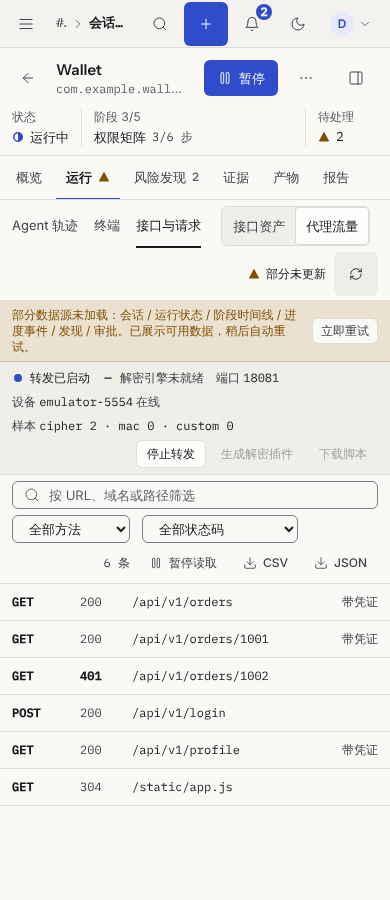 #. 会话…
2
D
Wallet
com.example.wall…
暂停
状态
运行中
阶段 3/5
权限矩阵 3/6 步
待处理
2
概览 运行 风险发现 2 证据 产物 报告
Agent 轨迹 终端 接口与请求 接口资产 代理流量
部分未更新
部分数据源未加载：会话 / 运行状态 / 阶段时间线 / 进
度事件 / 发现 / 审批。已展示可用数据，稍后自动重
试。
立即重试
转发已启动 — 解密引擎未就绪 端口 18081
设备 emulator-5554 在线
样本 cipher 2 · mac 0 · custom 0
停止转发 生成解密插件 下载脚本
按 URL、域名或路径筛选
全部方法 全部状态码
6 条 暂停读取 CSV JSON
GET 200 /api/v1/orders 带凭证
GET 200 /api/v1/orders/1001 带凭证
GET 401 /api/v1/orders/1002
POST 200 /api/v1/login
GET 200 /api/v1/profile 带凭证
GET 304 /static/app.js